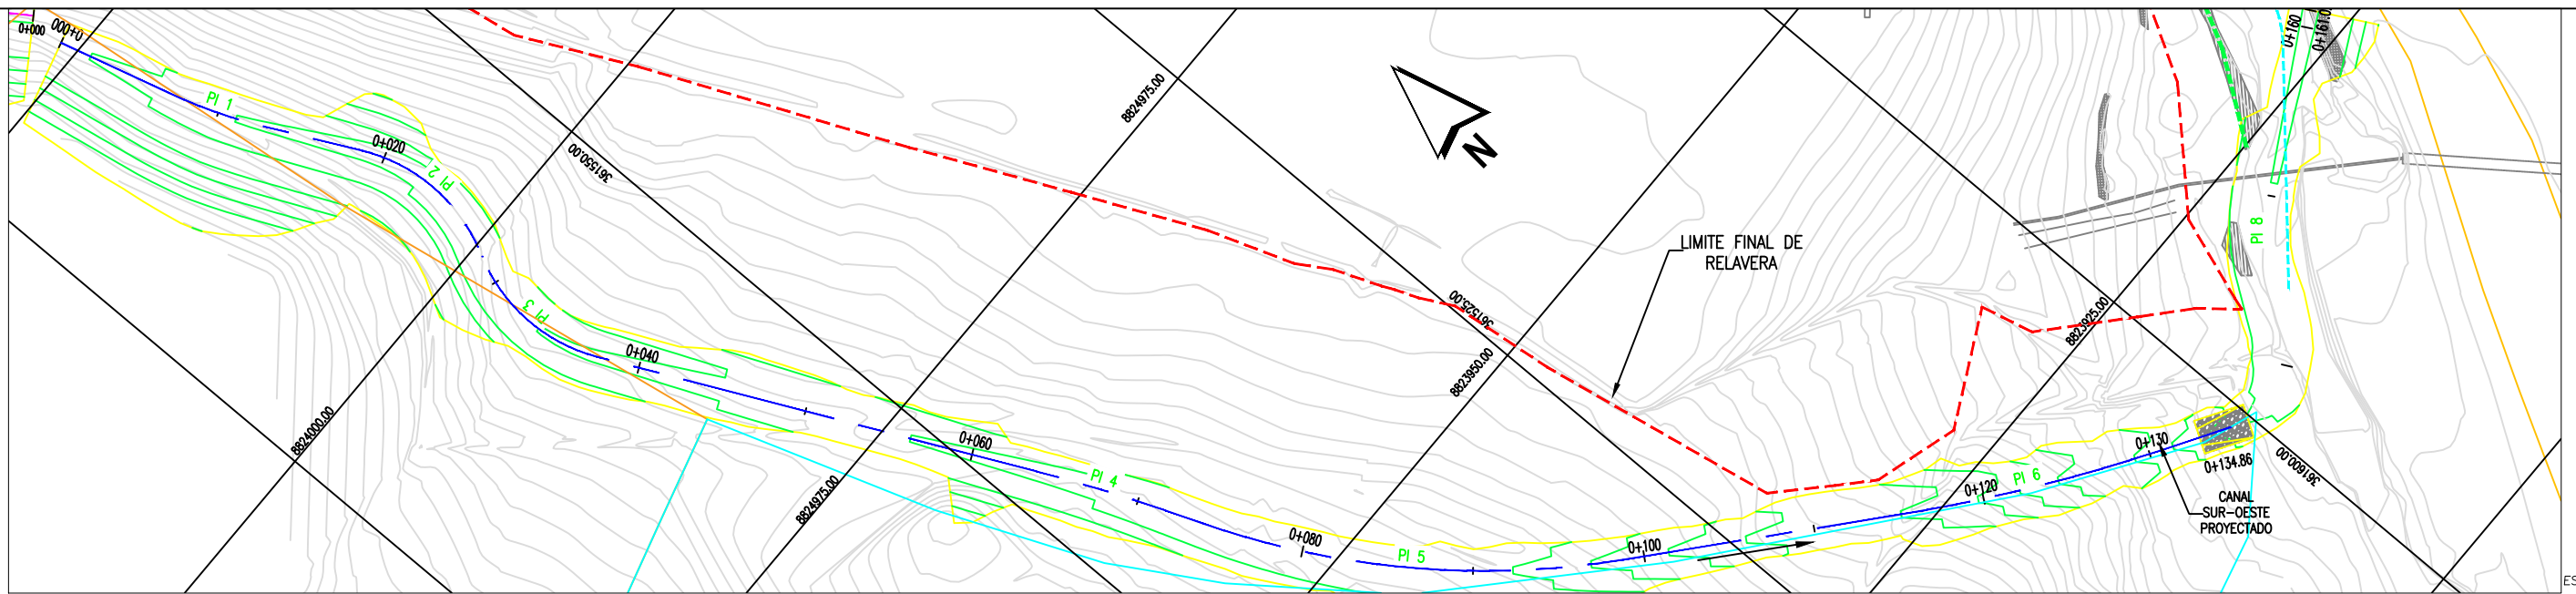 0+000
0+000
PI 1
0+020
PI 2
361550.00
8824975.00
N
PI 3
0+040
8824000.00
8824975.00
0+060
PI 4
0+080
PI 5
361525.00
8823950.00
LIMITE FINAL DE
RELAVERA
0+100
0+120
PI 6
0+130
0+134.86
CANAL
SUR-OESTE
PROYECTADO
361600.00
8823925.00
PI 8
0+160
0+161.0
ES